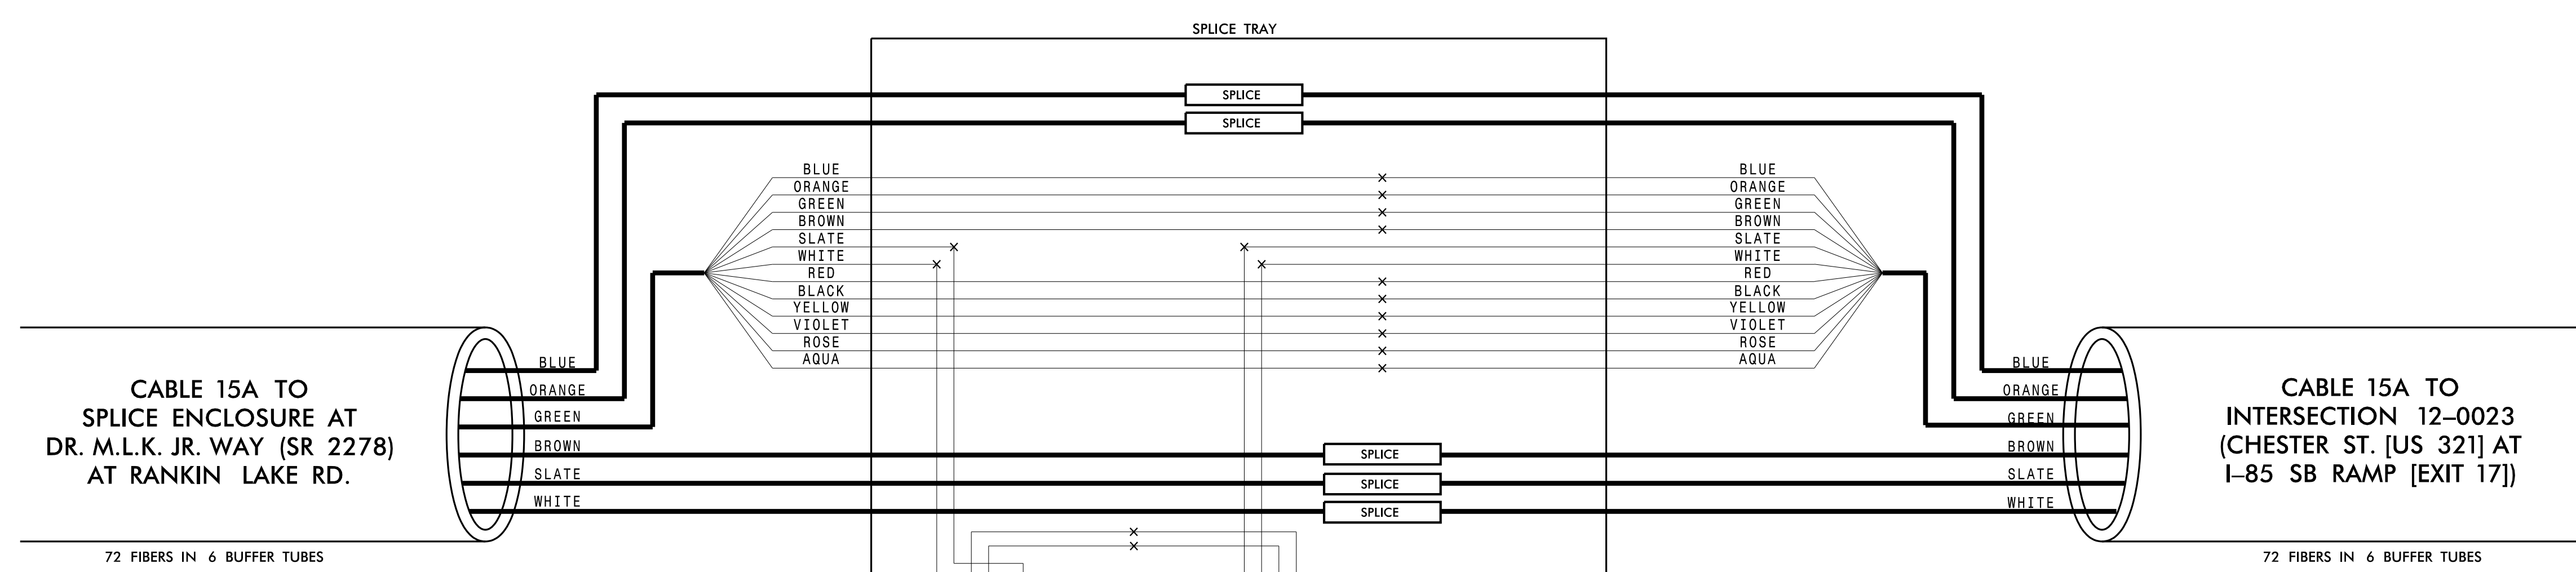 SPLICE TRAY
SPLICE
SPLICE
BLUE
ORANGE
GREEN
BROWN
SLATE
WHITE
RED
BLACK
YELLOW
VIOLET
ROSE
AQUA
BLUE
ORANGE
GREEN
BROWN
SLATE
WHITE
RED
BLACK
YELLOW
VIOLET
ROSE
AQUA
BLUE
ORANGE
GREEN
BROWN
SLATE
WHITE
CABLE 15A TO
SPLICE ENCLOSURE AT
DR. M.L.K. JR. WAY (SR 2278)
AT RANKIN LAKE RD.
72 FIBERS IN 6 BUFFER TUBES
SPLICE
SPLICE
SPLICE
BLUE
ORANGE
GREEN
BROWN
SLATE
WHITE
CABLE 15A TO
INTERSECTION 12–0023
(CHESTER ST. [US 321] AT
I–85 SB RAMP [EXIT 17])
72 FIBERS IN 6 BUFFER TUBES